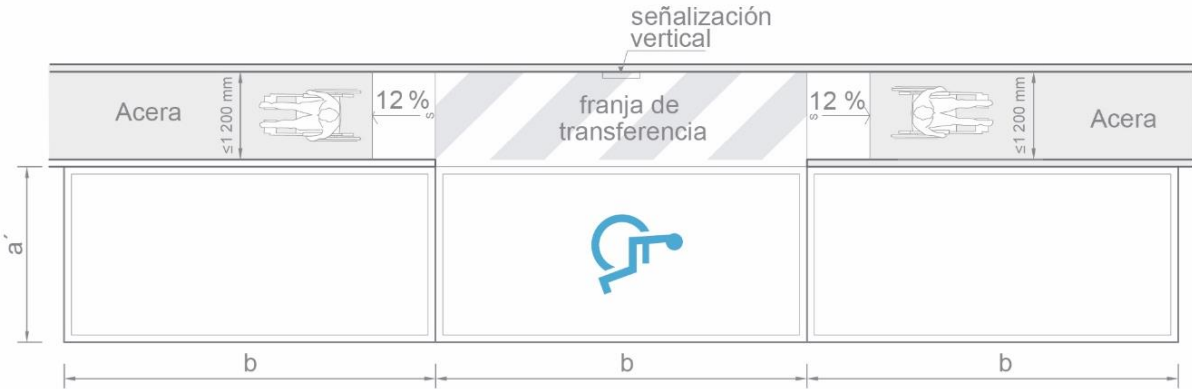 señalización
vertical
Acera
≤1 200 mm
12 %
s
franja de
transferencia
12 %
s
≤1 200 mm
Acera
a´
b
b
b